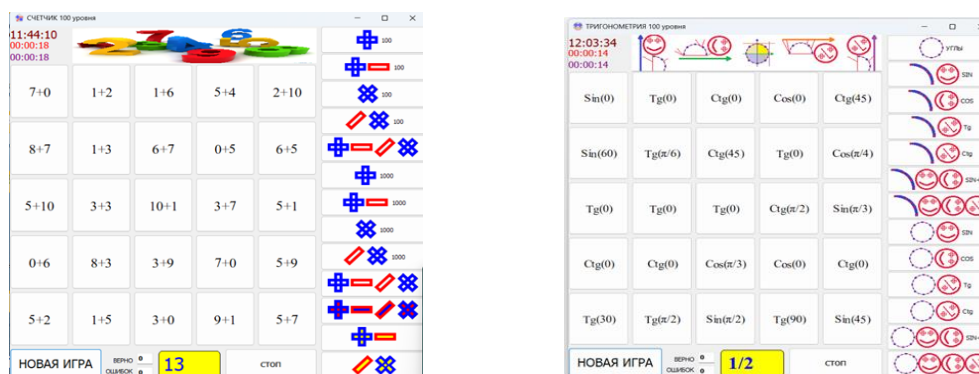 СЧЕТЧИК 100 уровня
11:44:10
00:00:18
00:00:18
100
100
100
100
1000
1000
1000
1000
7+0 1+2 1+6 5+4 2+10
8+7 1+3 6+7 0+5 6+5
5+10 3+3 10+1 3+7 5+1
0+6 8+3 3+9 7+0 5+9
5+2 1+5 3+0 9+1 5+7
НОВАЯ ИГРА
ВЕРНО 0
ОШИБОК 0
13
стоп
ТРИГОНОМЕТРИЯ 100 уровня
12:03:34
00:00:14
00:00:14
УГЛЫ
SIN
COS
Tg
Ctg
SIN+
SIN
COS
Tg
Ctg
SIN+
Sin(0) Tg(0) Ctg(0) Cos(0) Ctg(45)
Sin(60) Tg(π/6) Ctg(45) Tg(0) Cos(π/4)
Tg(0) Tg(0) Tg(0) Ctg(π/2) Sin(π/3)
Ctg(0) Ctg(0) Cos(π/3) Cos(0) Ctg(0)
Tg(30) Tg(π/2) Sin(π/2) Tg(90) Sin(45)
НОВАЯ ИГРА
ВЕРНО 0
ОШИБОК 0
1/2
стоп